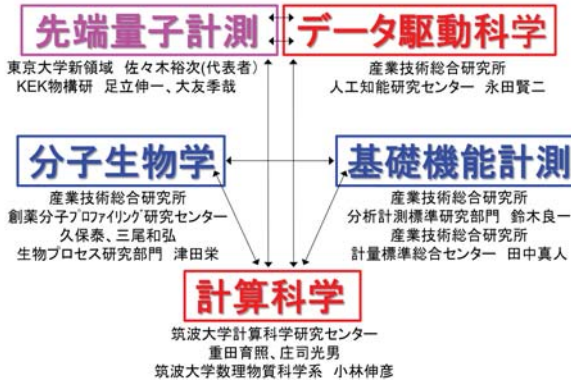 先端量子計測
データ駆動科学
東京大学新領域 佐々木裕次(代表者)
KEK物構研 足立伸一、大友季哉
産業技術総合研究所
人工知能研究センター 永田賢二
分子生物学
基礎機能計測
産業技術総合研究所
創薬分子プロファイリング研究センター
久保泰、三尾和弘
生物プロセス研究部門 津田栄
産業技術総合研究所
分析計測標準研究部門 鈴木良一
産業技術総合研究所
計量標準総合センター 田中真人
計算科学
筑波大学計算科学研究センター
重田育照、庄司光男
筑波大学数理物質科学系 小林伸彦